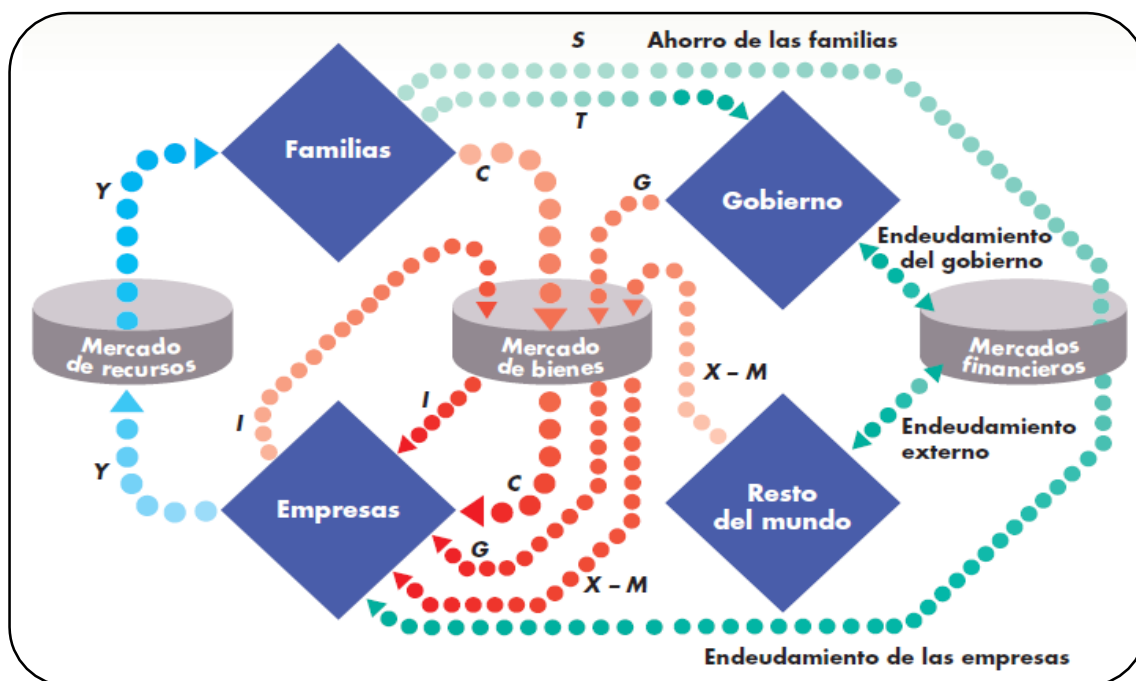 S
Ahorro de las familias
T
Familias
Y
C
G
Gobierno
Endeudamiento
del gobierno
Mercado
de recursos
Mercado
de bienes
Mercados
financieros
X – M
I
I
Endeudamiento
externo
Y
C
Empresas
Resto
del mundo
G
X – M
Endeudamiento de las empresas